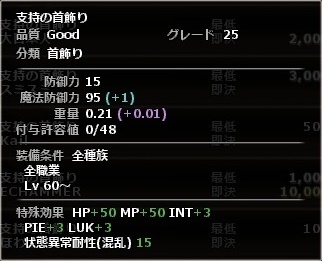 支持の首飾り
品質 Good グレード 25
分類 首飾り
防御力 15
魔法防御力 95 (+1)
重量 0.21 (+0.01)
付与許容値 0/48
装備条件 全種族
全職業
Lv 60～
特殊効果 HP+50 MP+50 INT+3
PIE+3 LUK+3
状態異常耐性(混乱) 15